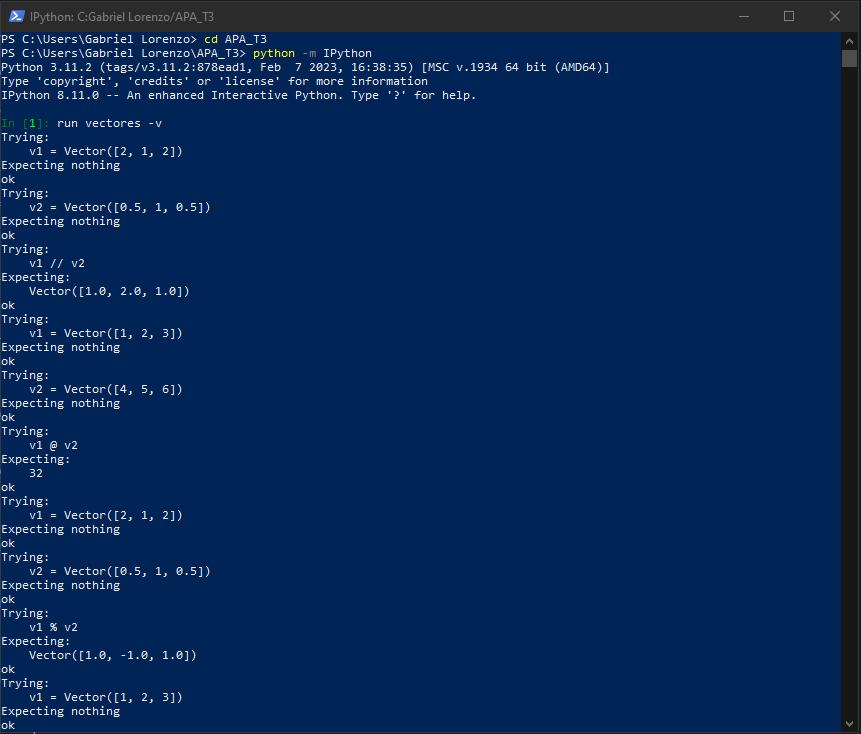 IPython: C:Gabriel Lorenzo/APA_T3
PS C:\Users\Gabriel Lorenzo> cd APA_T3
PS C:\Users\Gabriel Lorenzo\APA_T3> python -m IPython
Python 3.11.2 (tags/v3.11.2:878ead1, Feb  7 2023, 16:38:35) [MSC v.1934 64 bit (AMD64)]
Type 'copyright', 'credits' or 'license' for more information
IPython 8.11.0 -- An enhanced Interactive Python. Type '?' for help.
In [1]: run vectores -v
Trying:
    v1 = Vector([2, 1, 2])
Expecting nothing
ok
Trying:
    v2 = Vector([0.5, 1, 0.5])
Expecting nothing
ok
Trying:
    v1 // v2
Expecting:
    Vector([1.0, 2.0, 1.0])
ok
Trying:
    v1 = Vector([1, 2, 3])
Expecting nothing
ok
Trying:
    v2 = Vector([4, 5, 6])
Expecting nothing
ok
Trying:
    v1 @ v2
Expecting:
    32
ok
Trying:
    v1 = Vector([2, 1, 2])
Expecting nothing
ok
Trying:
    v2 = Vector([0.5, 1, 0.5])
Expecting nothing
ok
Trying:
    v1 % v2
Expecting:
    Vector([1.0, -1.0, 1.0])
ok
Trying:
    v1 = Vector([1, 2, 3])
Expecting nothing
ok